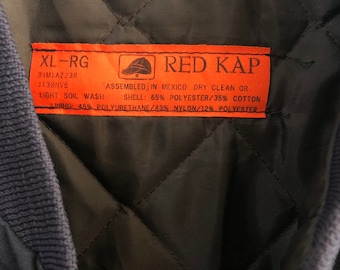 XL-RG RED KAP
ASSEMBLED IN MEXICO DRY CLEAN OR
LIGHT SOIL WASH SHELL: 65% POLYESTER/35% COTTON
45% POLYURETHANE/43% NYLON/12% POLYESTER